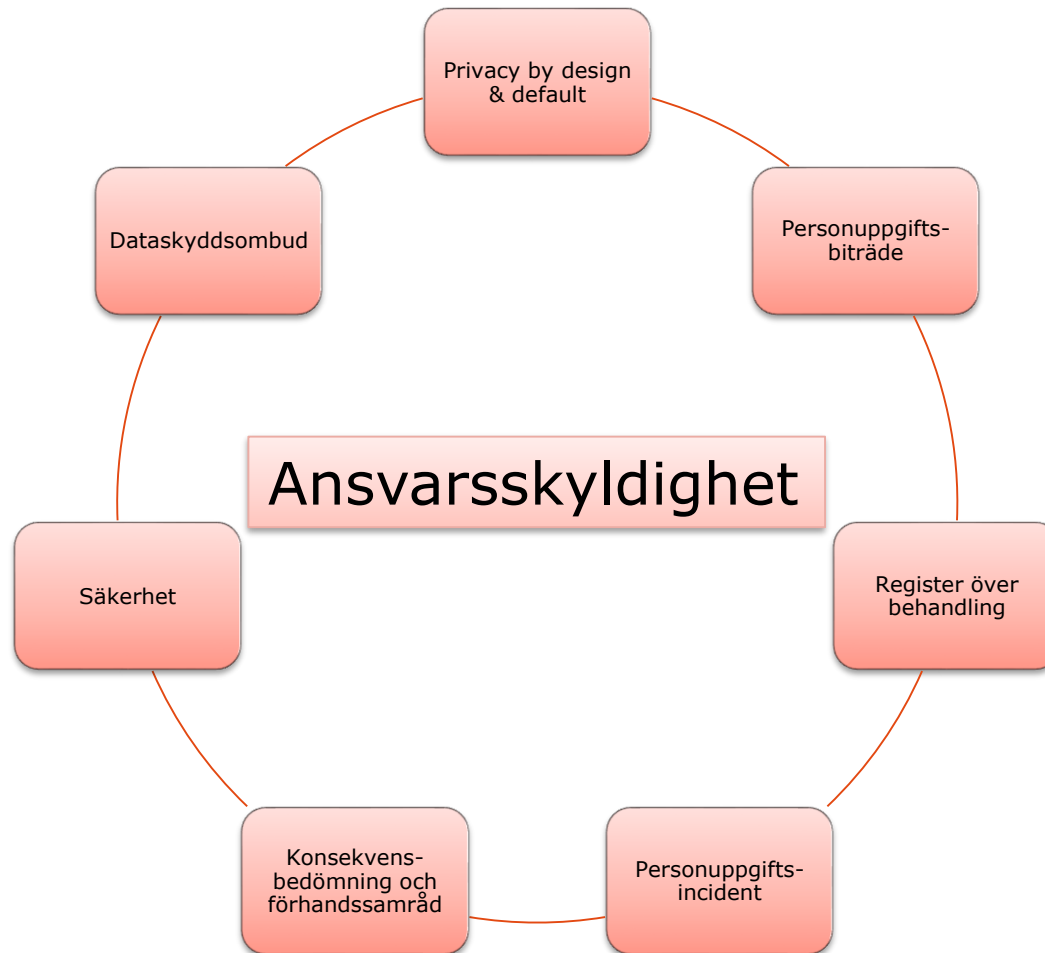 Privacy by design
& default
Dataskyddsombud
Personuppgifts-
biträde
Ansvarsskyldighet
Säkerhet
Register över
behandling
Konsekvens-
bedömning och
förhandssamråd
Personuppgifts-
incident